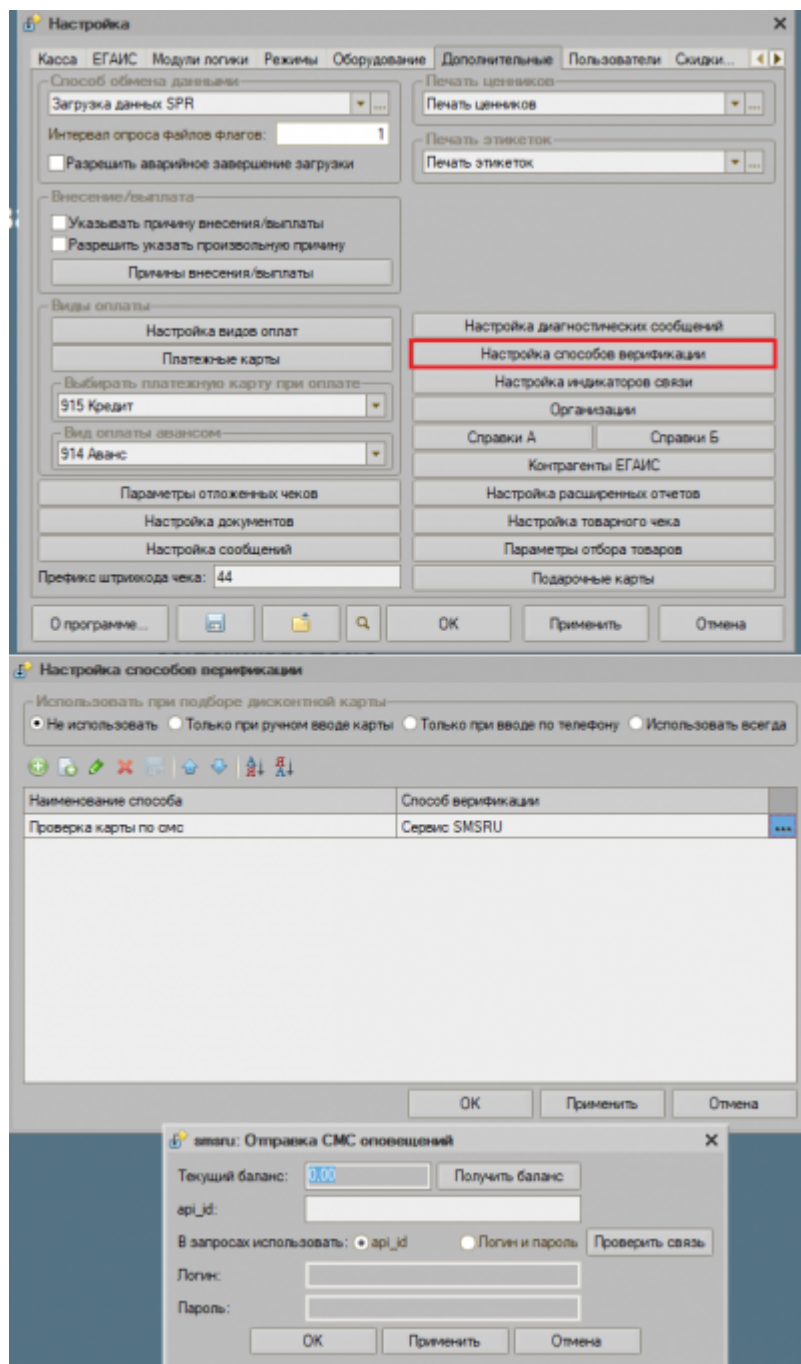 Настройка
Касса ЕГАИС Модули логики Режимы Оборудование Дополнительные Пользователи Скидки...
Способ обмена данными
Печать ценников
Загрузка данных SPR
...
Печать ценников
...
Интервал опроса файлов флагов: 1
Печать этикеток
Разрешить аварийное завершение загрузки
Печать этикеток
...
Внесение/выплата
Указывать причину внесения/выплаты
Разрешить указать произвольную причину
Причины внесения/выплаты
Виды оплаты
Настройка видов оплат
Настройка диагностических сообщений
Платежные карты
Настройка способов верификации
Выбирать платежную карту при оплате
Настройка индикаторов связи
915 Кредит
Организации
Вид оплаты авансом
Справки А
Справки Б
914 Аванс
Контрагенты ЕГАИС
Параметры отложенных чеков
Настройка расширенных отчетов
Настройка документов
Настройка товарного чека
Настройка сообщений
Параметры отбора товаров
Префикс штрихкода чека: 44
Подарочные карты
О программе...
ОК
Применить
Отмена
Настройка способов верификации
Использовать при подборе дисконтной карты
Не использовать Только при ручном вводе карты Только при вводе по телефону Использовать всегда
Наименование способа Способ верификации
Проверка карты по смс Сервис SMSRU ...
ОК Применить Отмена
smsru: Отправка СМС оповещений
Текущий баланс: 0,00 Получить баланс
api_id:
В запросах использовать: api_id Логин и пароль Проверить связь
Логин:
Пароль:
ОК Применить Отмена